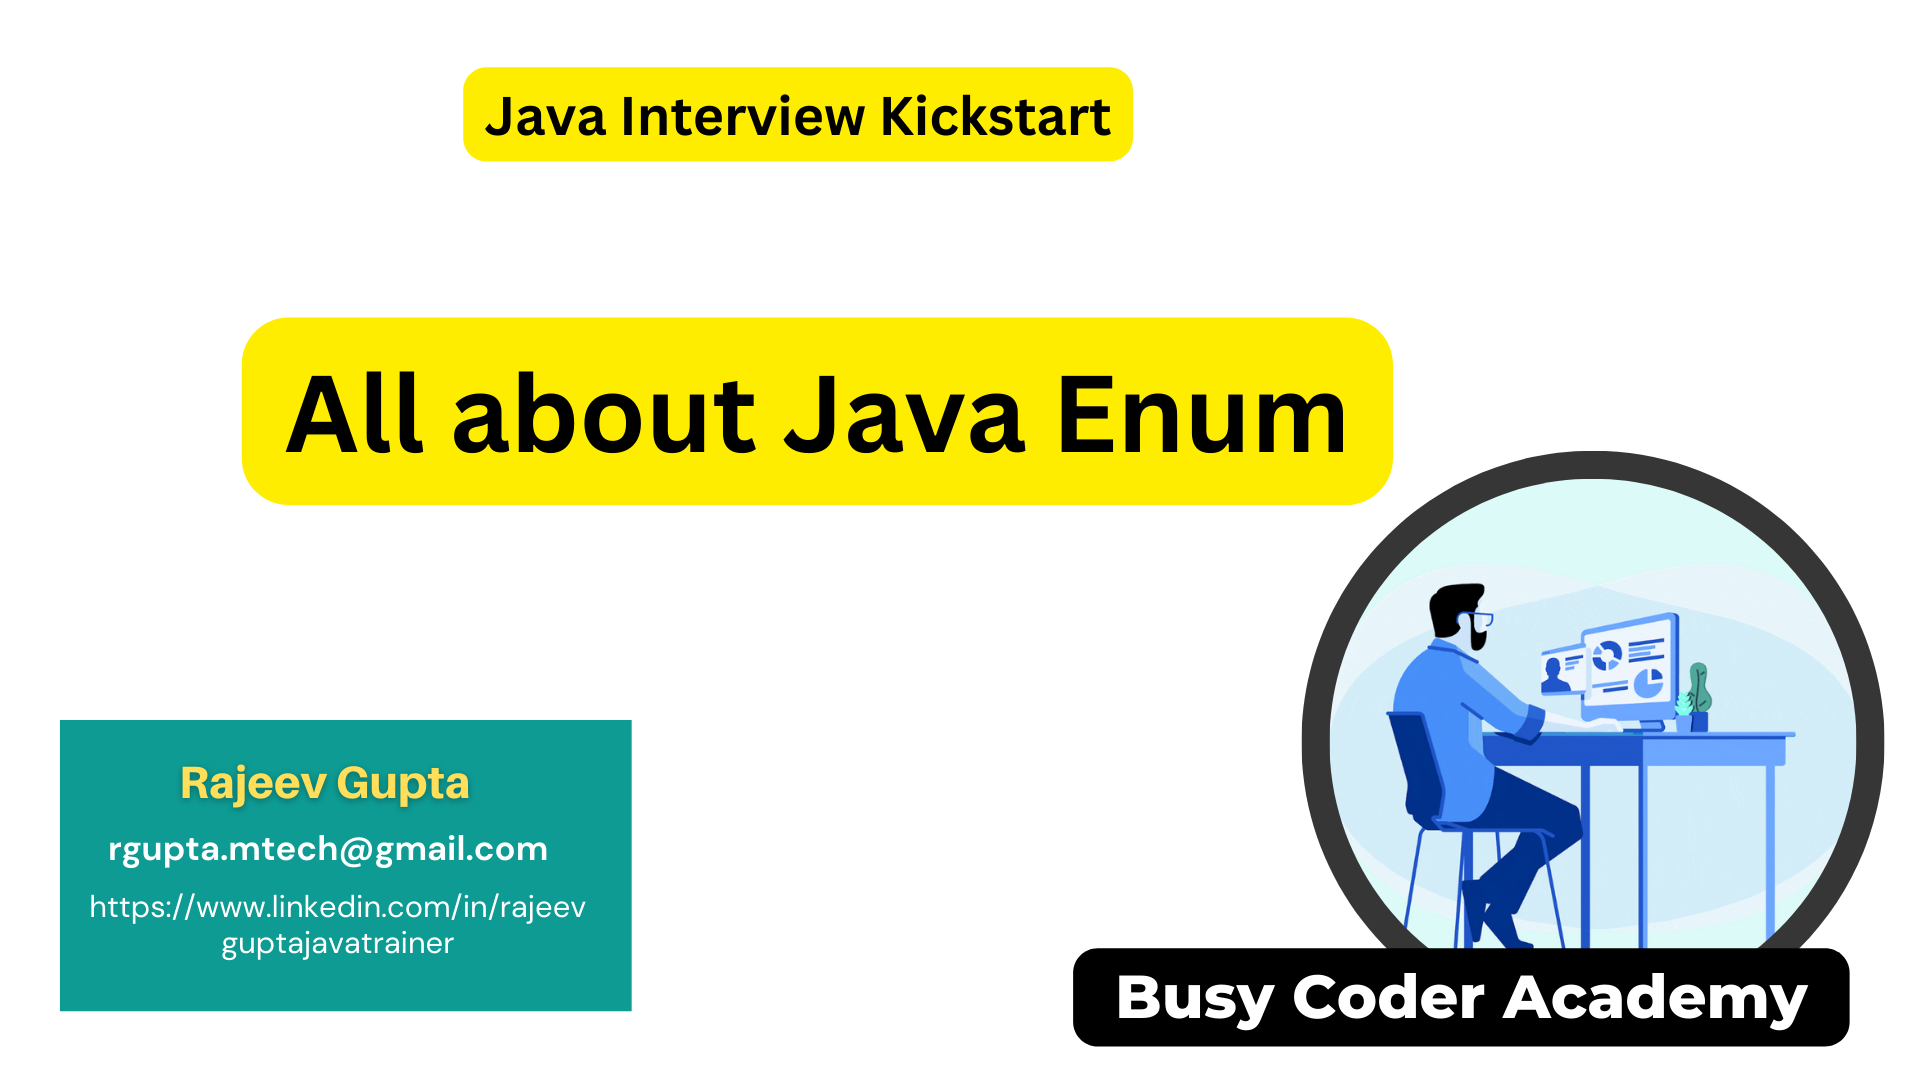 Java Interview Kickstart
All about Java Enum
Rajeev Gupta
rgupta.mtech@gmail.com
https://www.linkedin.com/in/rajeev
guptajavatrainer
Busy Coder Academy